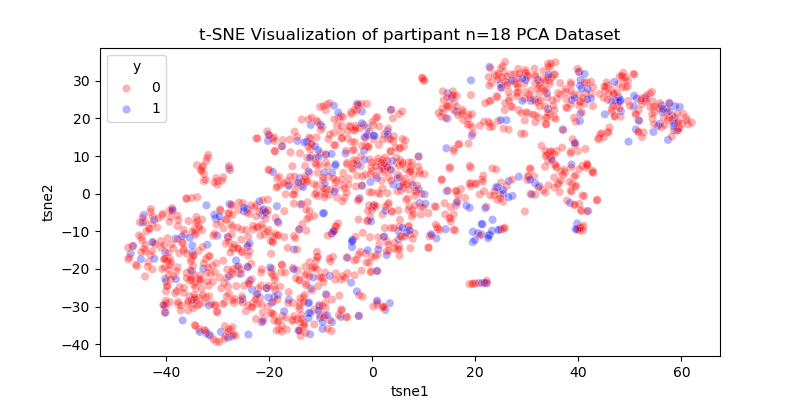 t-SNE Visualization of partipant n=18 PCA Dataset
y
0
1
30
20
10
0
−10
−20
−30
−40
tsne2
−40 −20 0 20 40 60
tsne1